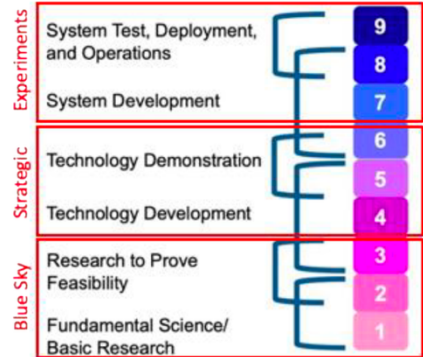 Experiments
System Test, Deployment,
and Operations
System Development
9
8
7
Strategic
Technology Demonstration
Technology Development
6
5
4
Blue Sky
Research to Prove
Feasibility
Fundamental Science/
Basic Research
3
2
1